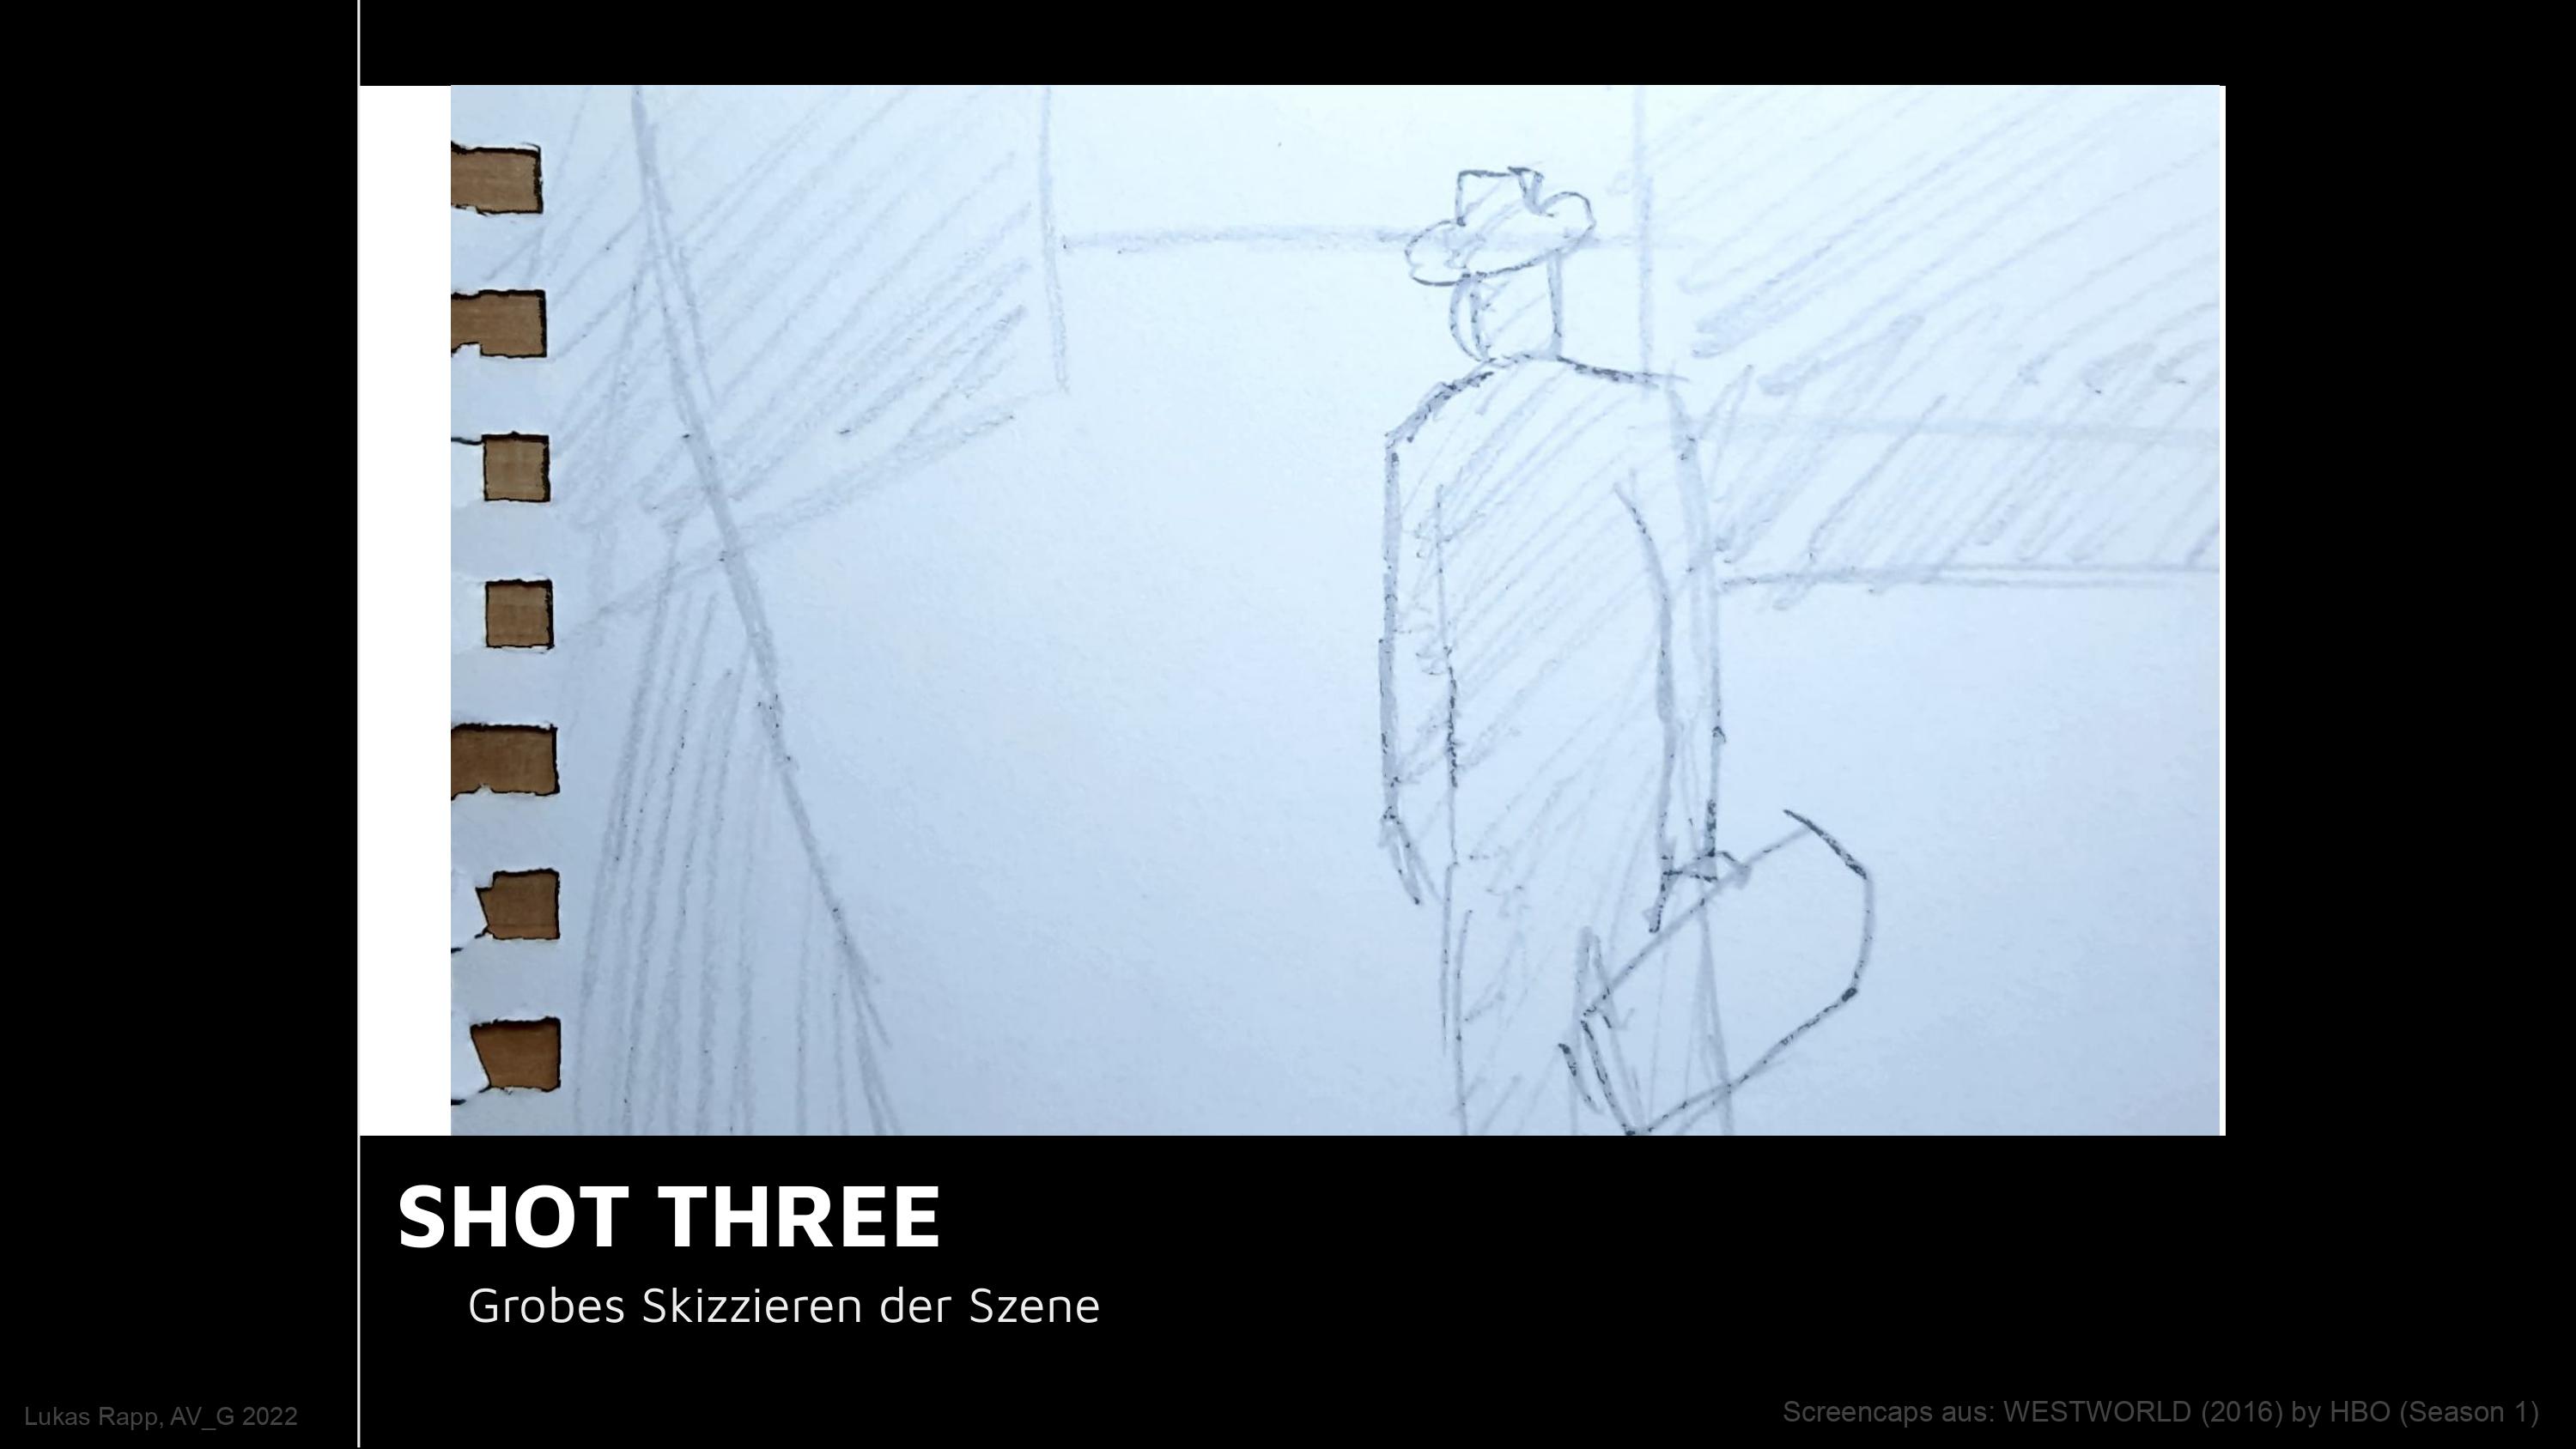 SHOT THREE
Grobes Skizzieren der Szene
Lukas Rapp, AV_G 2022
Screencaps aus: WESTWORLD (2016) by HBO (Season 1)